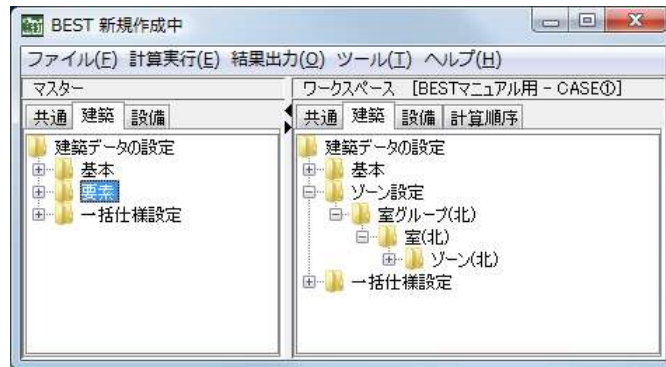 BEST 新規作成中
ファイル(F) 計算実行(E) 結果出力(O) ツール(T) ヘルプ(H)
マスター
共通 建築 設備
建築データの設定
基本
要素
一括仕様設定
ワークスペース [BESTマニュアル用 - CASE①]
共通 建築 設備 計算順序
建築データの設定
基本
ゾーン設定
室グループ(北)
室(北)
ゾーン(北)
一括仕様設定